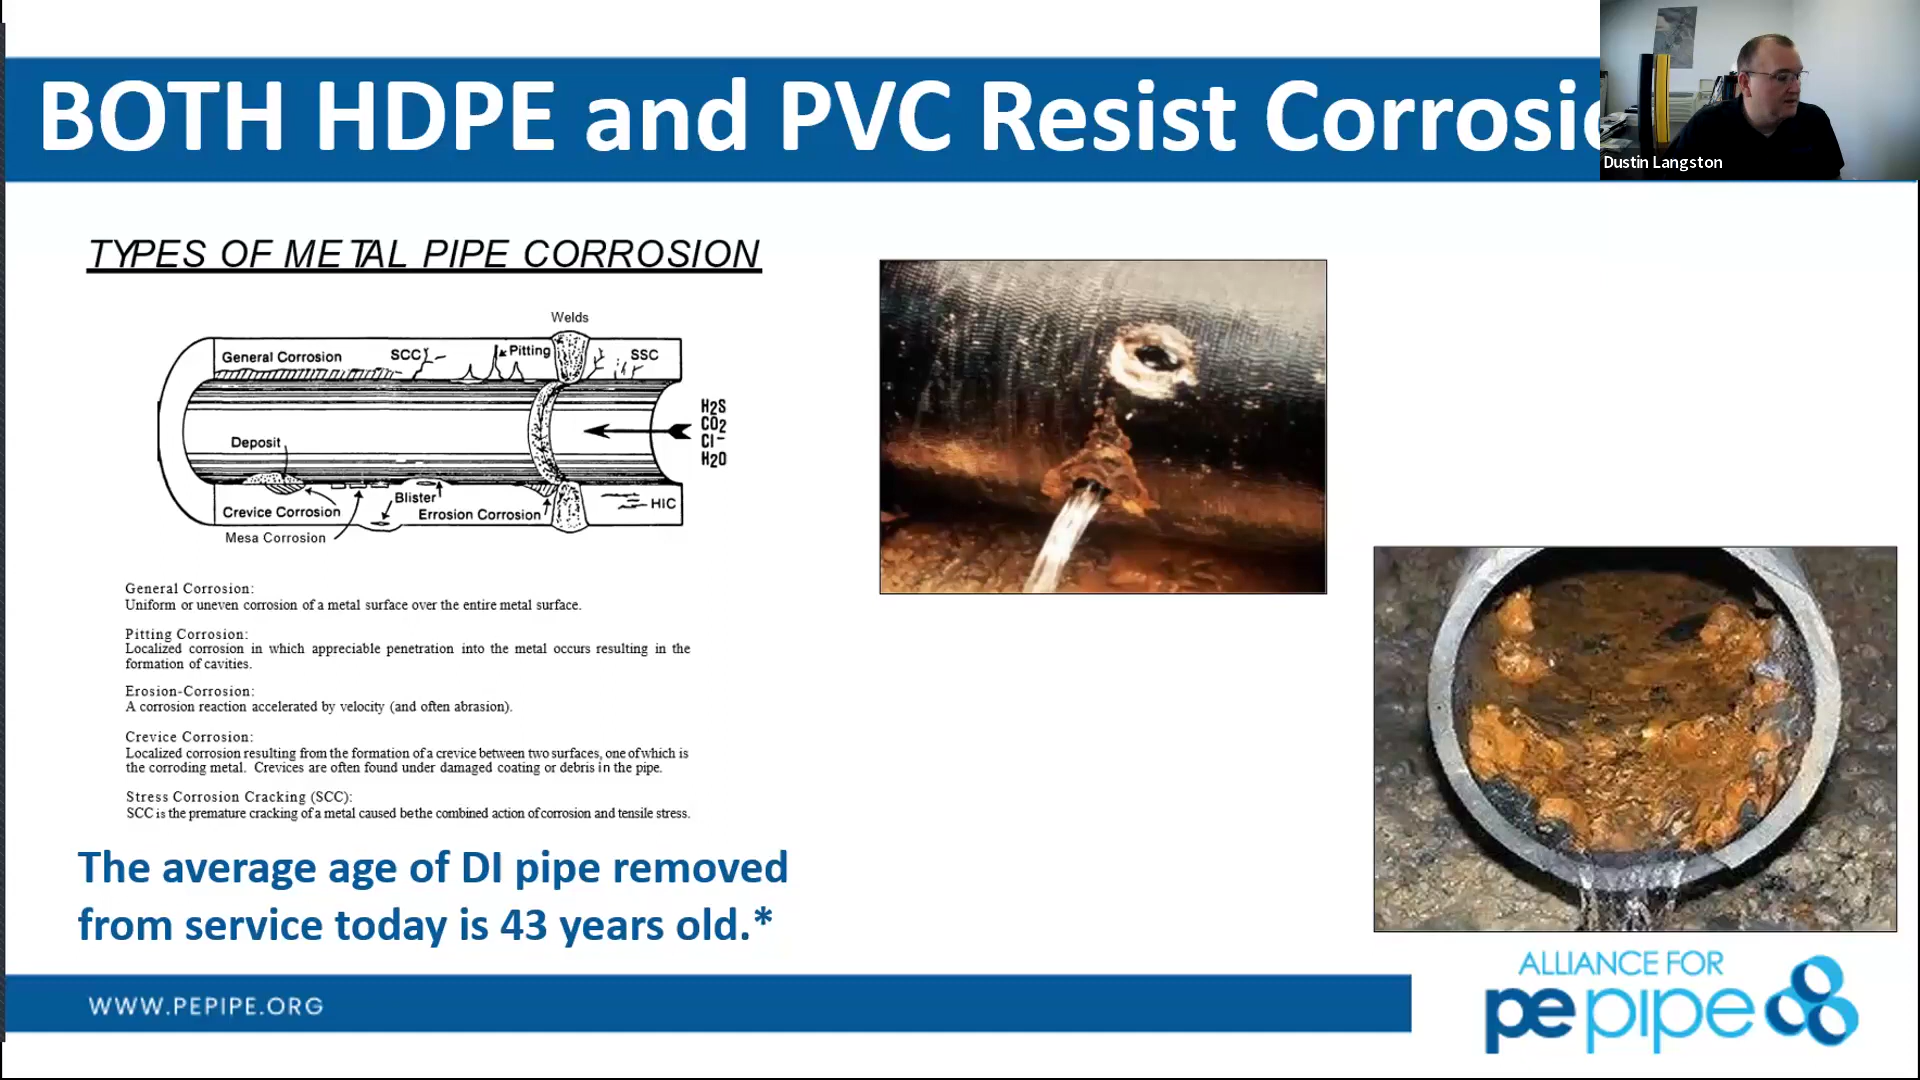 BOTH HDPE and PVC Resist Corrosio
Dustin Langston
TYPES OF METAL PIPE CORROSION
Welds
General Corrosion
SCC
Pitting
SSC
H2S
CO2
Cl-
H2O
Deposit
Blister
Crevice Corrosion
Errosion Corrosion
HIC
Mesa Corrosion
General Corrosion:
Uniform or uneven corrosion of a metal surface over the entire metal surface.
Pitting Corrosion:
Localized corrosion in which appreciable penetration into the metal occurs resulting in the
formation of cavities.
Erosion-Corrosion:
A corrosion reaction accelerated by velocity (and often abrasion).
Crevice Corrosion:
Localized corrosion resulting from the formation of a crevice between two surfaces, one of which is
the corroding metal. Crevices are often found under damaged coating or debris in the pipe.
Stress Corrosion Cracking (SCC):
SCC is the premature cracking of a metal caused be the combined action of corrosion and tensile stress.
The average age of DI pipe removed
from service today is 43 years old.*
WWW.PEPIPE.ORG
ALLIANCE FOR
pe pipe